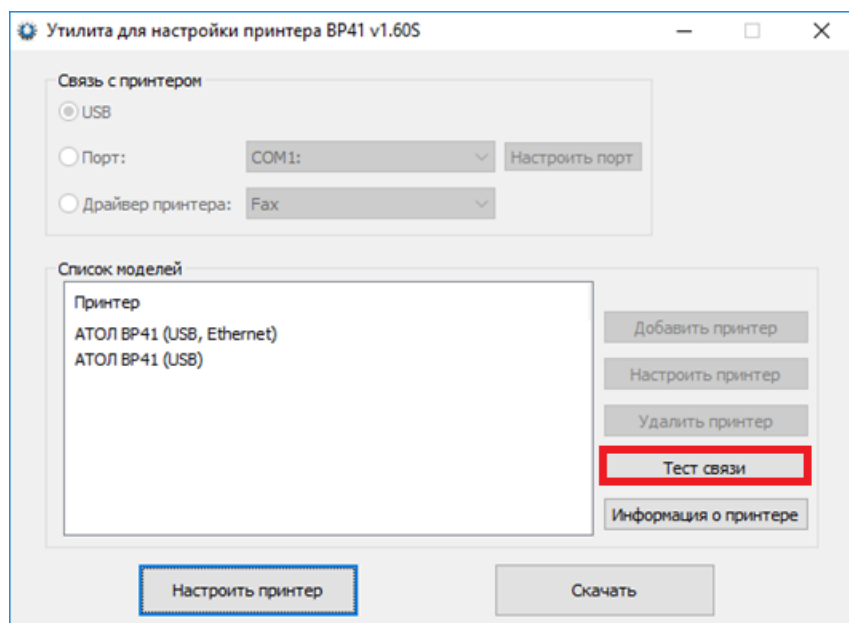 Утилита для настройки принтера BP41 v1.60S
Связь с принтером
USB
Порт:
COM1:
Настроить порт
Драйвер принтера:
Fax
Список моделей
Принтер
АТОЛ BP41 (USB, Ethernet)
АТОЛ BP41 (USB)
Добавить принтер
Настроить принтер
Удалить принтер
Тест связи
Информация о принтере
Настроить принтер
Скачать